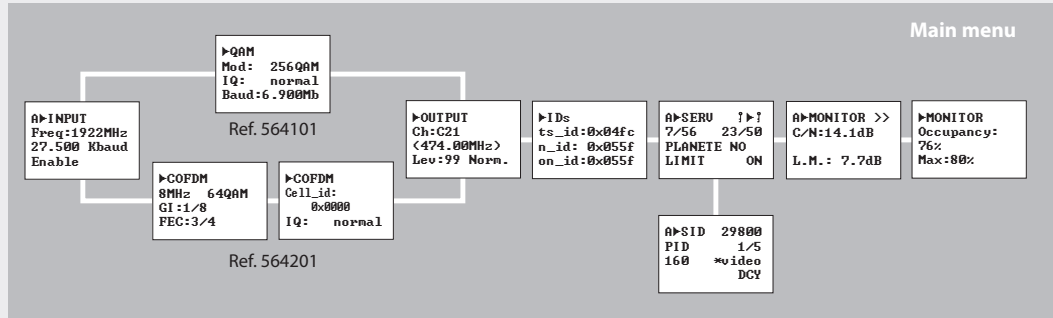 Main menu
A▶INPUT
Freq:1922MHz
27.500 Kbaud
Enable
▶QAM
Mod: 256QAM
IQ: normal
Baud:6.900Mb
Ref. 564101
▶COFDM
8MHz 64QAM
GI:1/8
FEC:3/4
▶COFDM
Cell_id:
0x0000
IQ: normal
Ref. 564201
▶OUTPUT
Ch:C21
(474.00MHz)
Lev:99 Norm.
▶IDs
ts_id:0x04fc
n_id: 0x055f
on_id:0x055f
A▶SERV ?▶?
7/56 23/50
PLANETE NO
LIMIT ON
A▶SID 29800
PID 1/5
160 *video
DCY
A▶MONITOR >>
C/N:14.1dB
L.M.: 7.7dB
▶MONITOR
Occupancy:
76%
Max:80%